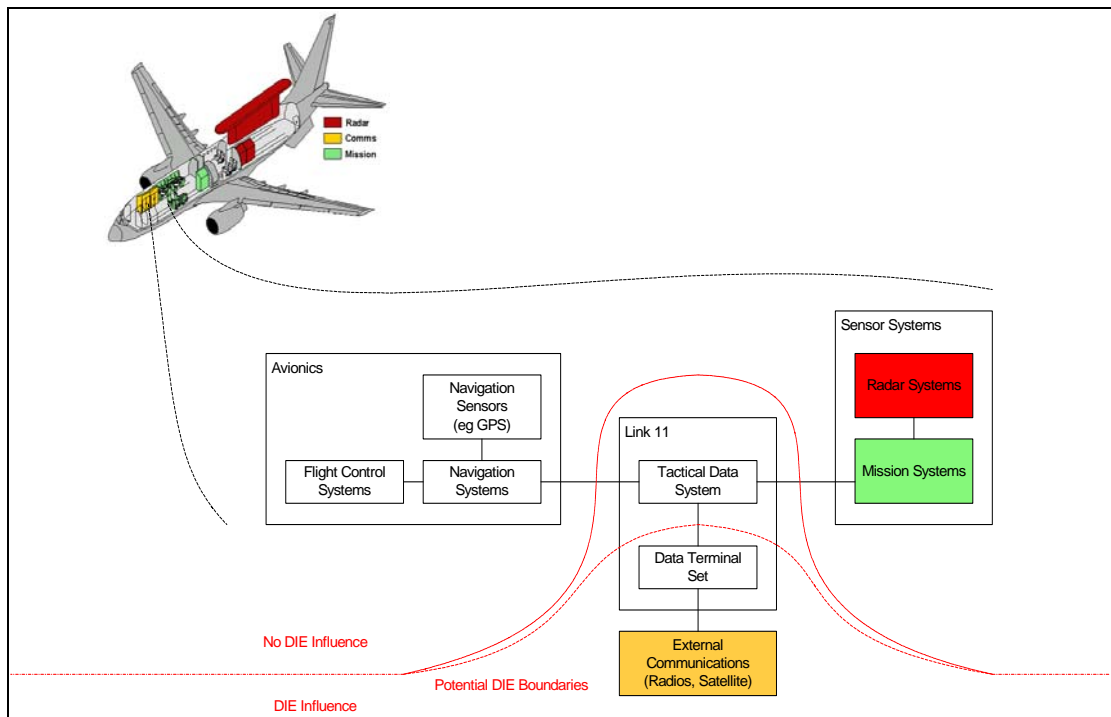 Radar
Comms
Mission
Sensor Systems
Radar Systems
Mission Systems
Avionics
Navigation
Sensors
(eg GPS)
Flight Control
Systems
Navigation
Systems
Link 11
Tactical Data
System
Data Terminal
Set
External
Communications
(Radios, Satellite)
No DIE Influence
Potential DIE Boundaries
DIE Influence